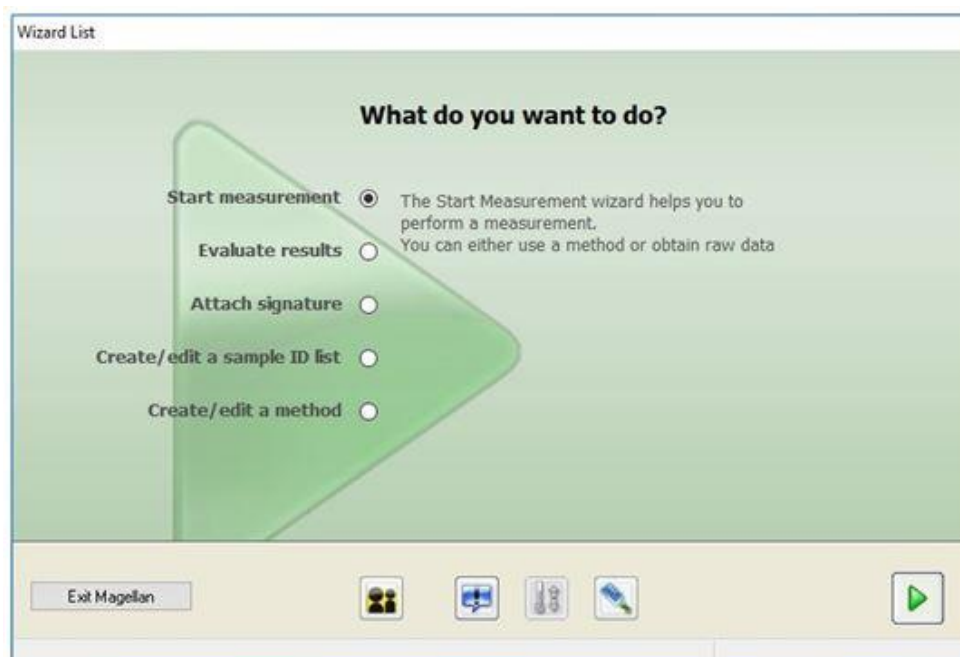 Wizard List
What do you want to do?
Start measurement
The Start Measurement wizard helps you to
perform a measurement.
You can either use a method or obtain raw data
Evaluate results
Attach signature
Create/edit a sample ID list
Create/edit a method
Exit Magellan